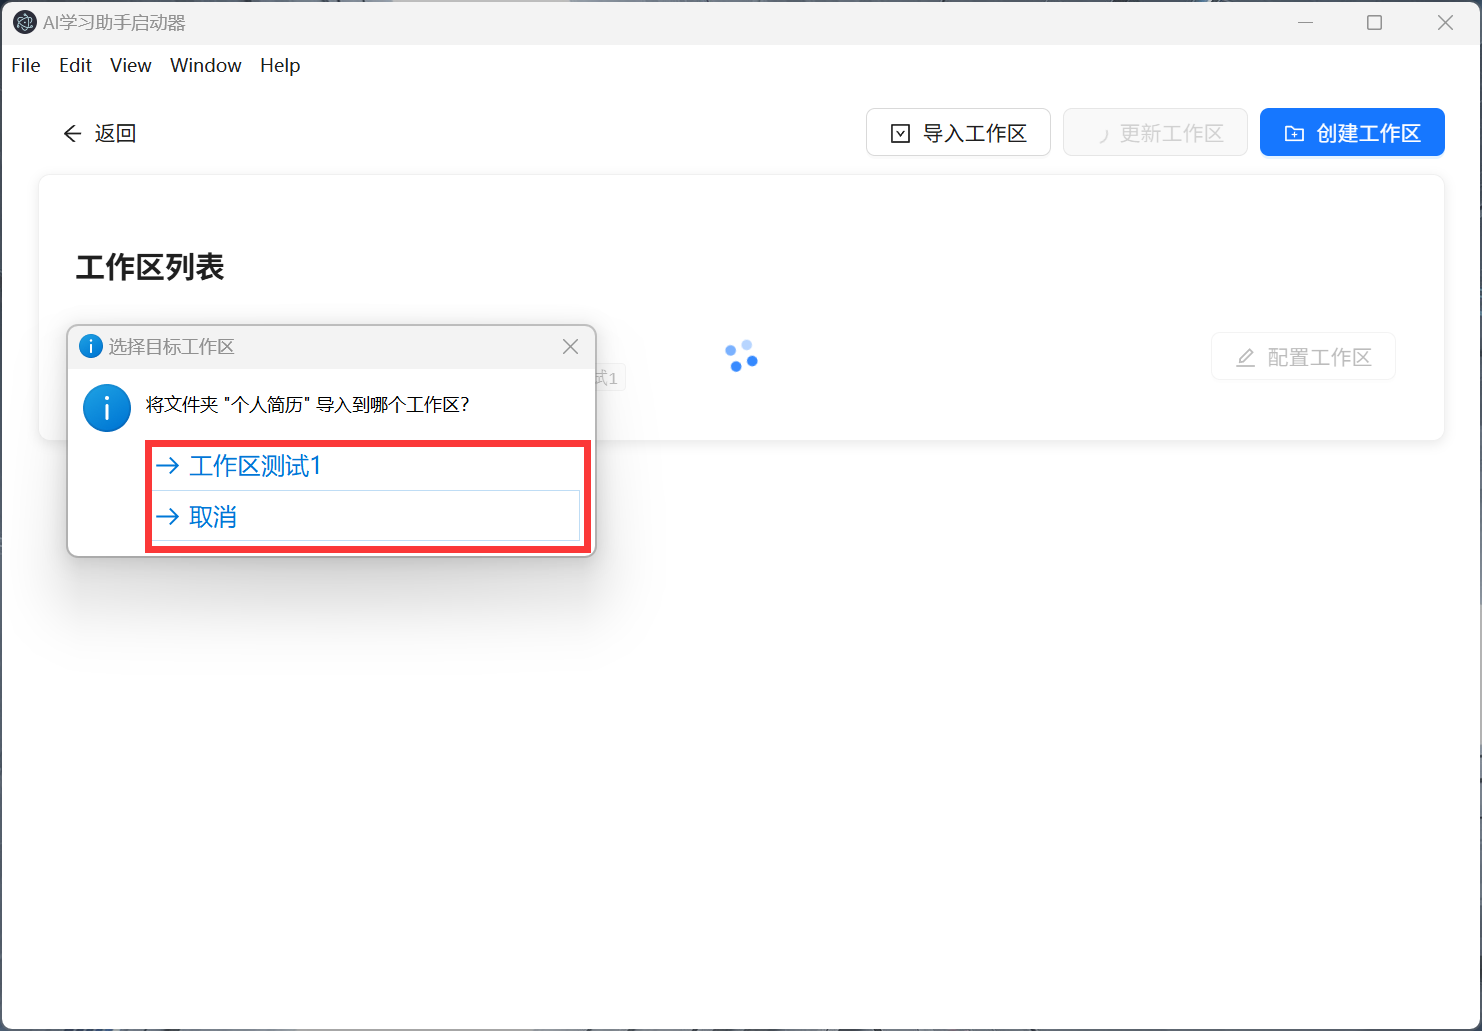 AI学习助手启动器
File Edit View Window Help
返回 导入工作区 更新工作区 创建工作区
工作区列表
选择目标工作区
将文件夹 "个人简历" 导入到哪个工作区?
试1
配置工作区
工作区测试1
取消